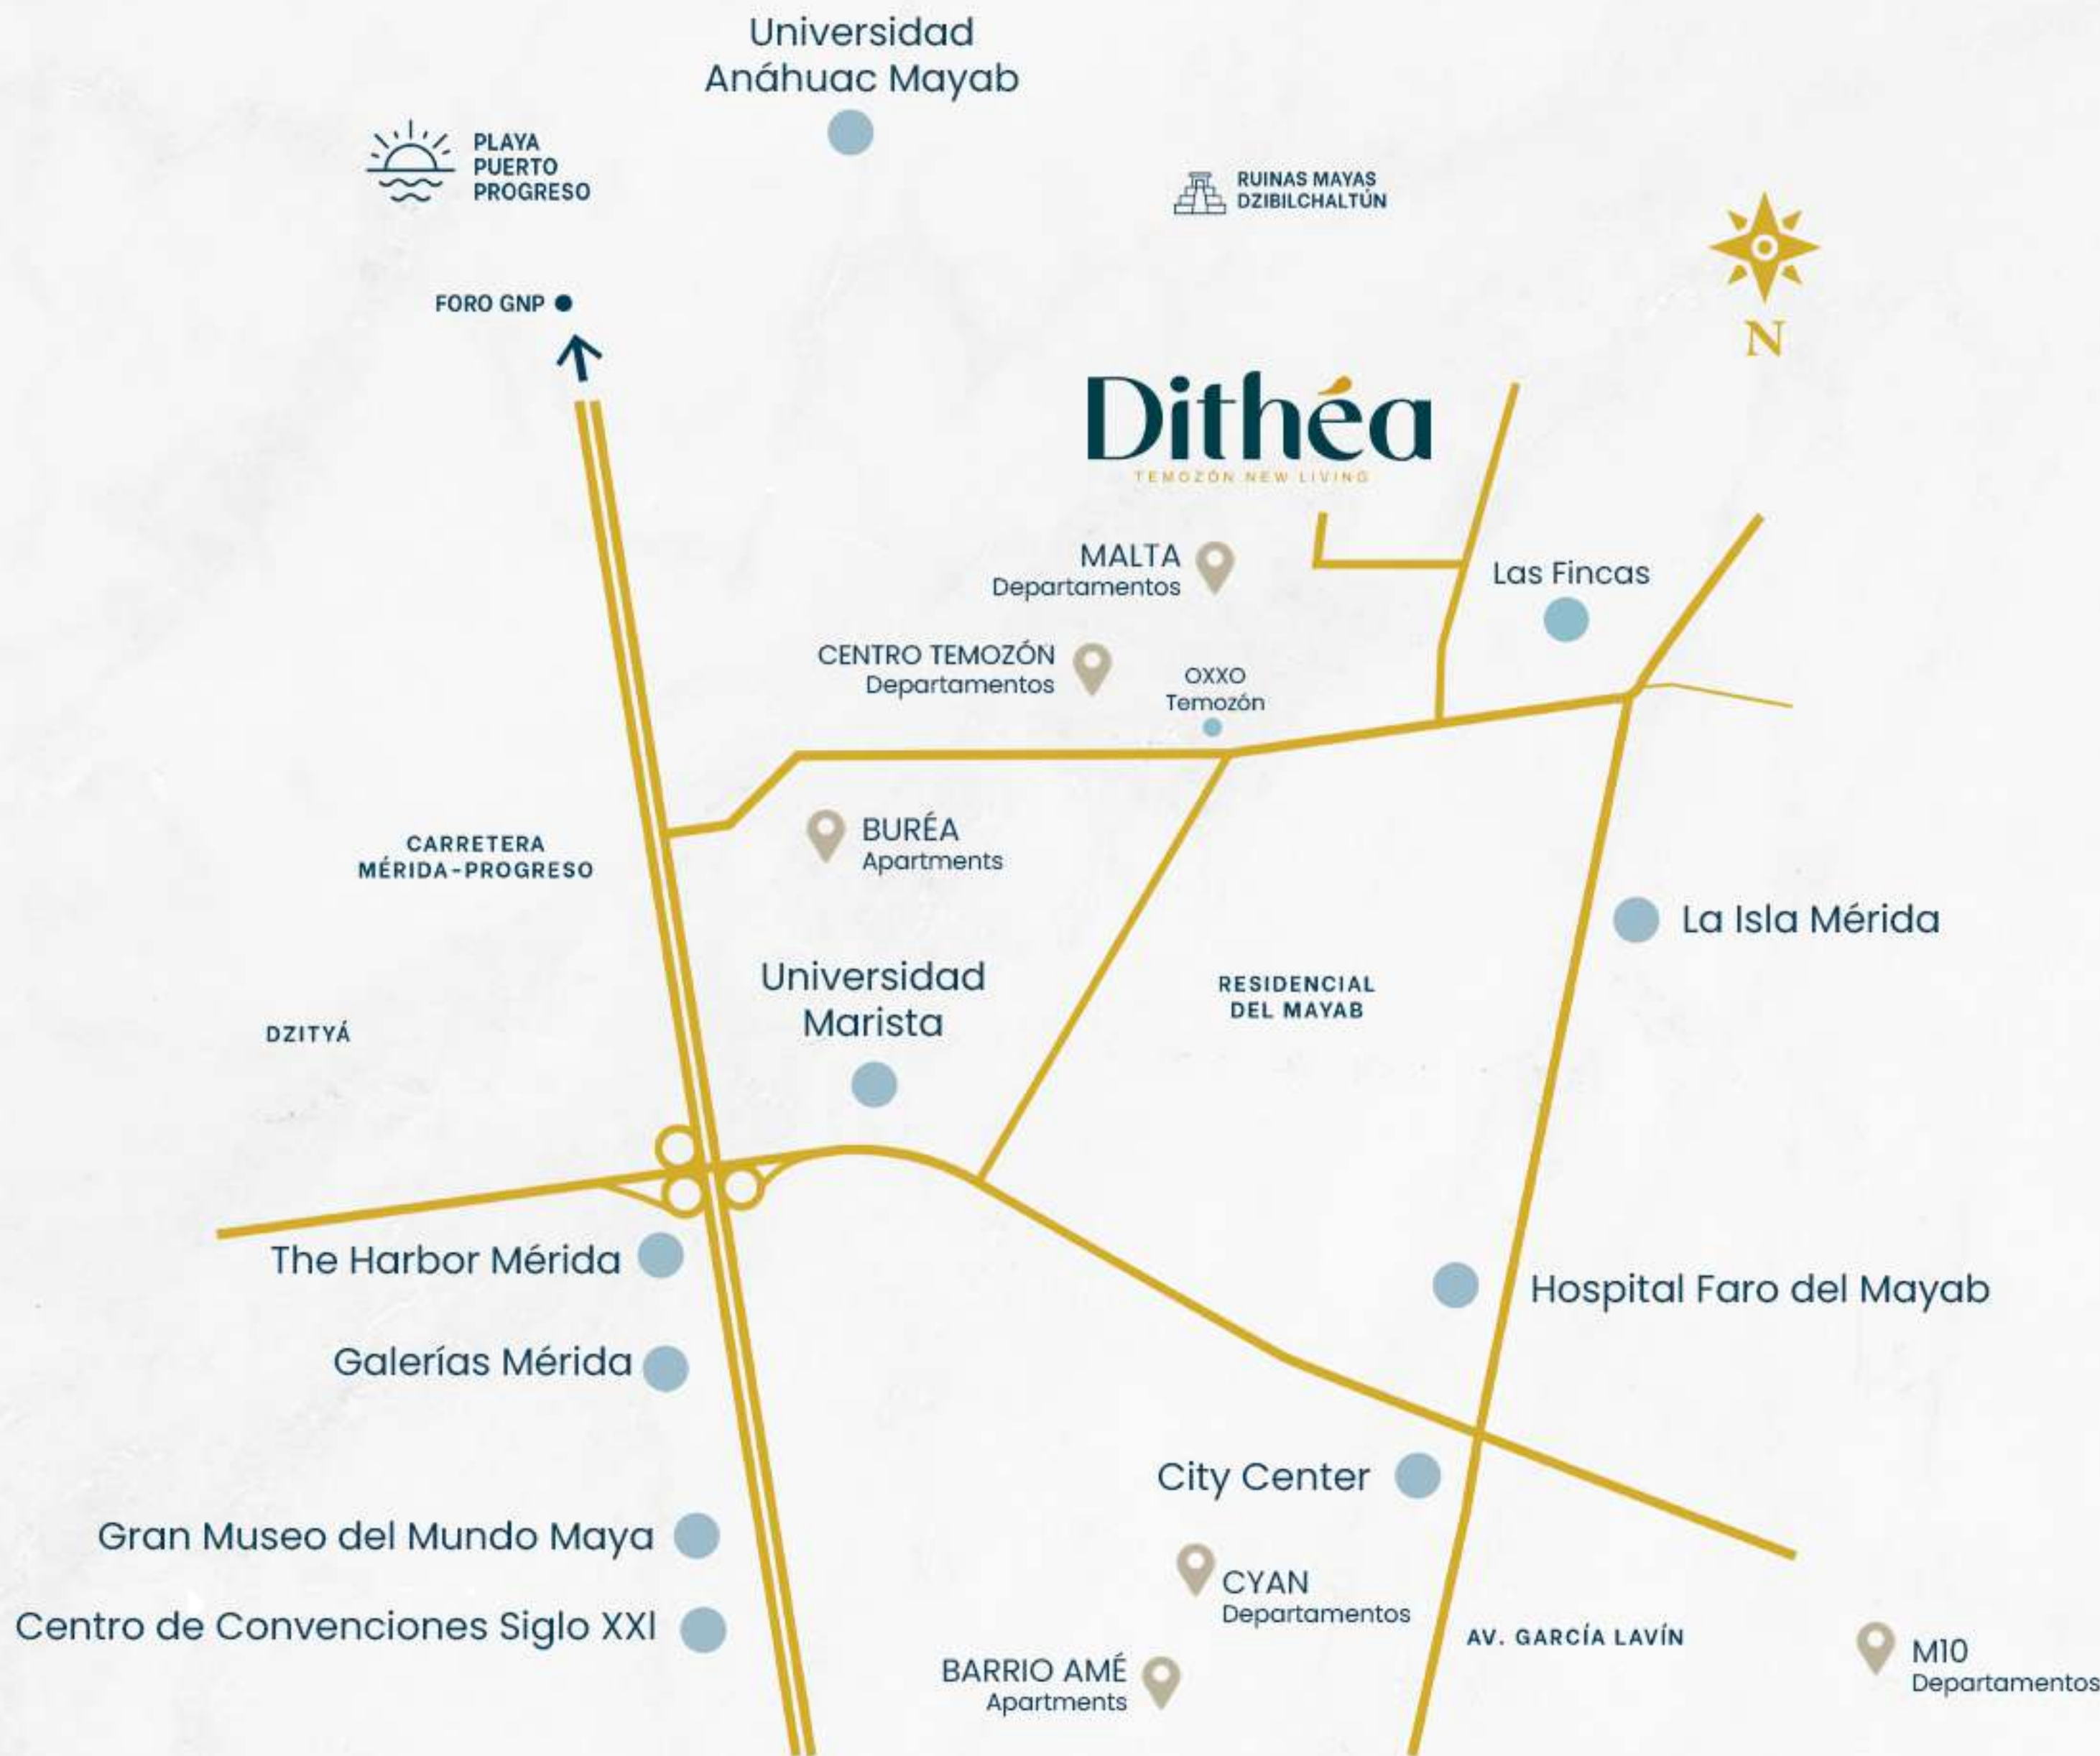 Universidad
Anáhuac Mayab
PLAYA
PUERTO
PROGRESO
RUINAS MAYAS
DZIBILCHALTÚN
N
FORO GNP
Dithéa
TEMOZÓN NEW LIVING
MALTA
Departamentos
Las Fincas
CENTRO TEMOZÓN
Departamentos
OXXO
Temozón
BURÉA
Apartments
CARRETERA
MÉRIDA-PROGRESO
La Isla Mérida
Universidad
Marista
RESIDENCIAL
DEL MAYAB
DZITYÁ
The Harbor Mérida
Hospital Faro del Mayab
Galerías Mérida
City Center
Gran Museo del Mundo Maya
CYAN
Departamentos
Centro de Convenciones Siglo XXI
AV. GARCÍA LAVÍN
M10
Departamentos
BARRIO AMÉ
Apartments